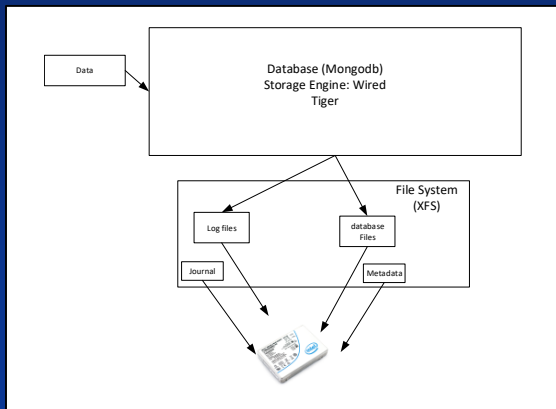 Data
Database (Mongodb)
Storage Engine: Wired
Tiger
File System
(XFS)
Log files
database
Files
Journal
Metadata